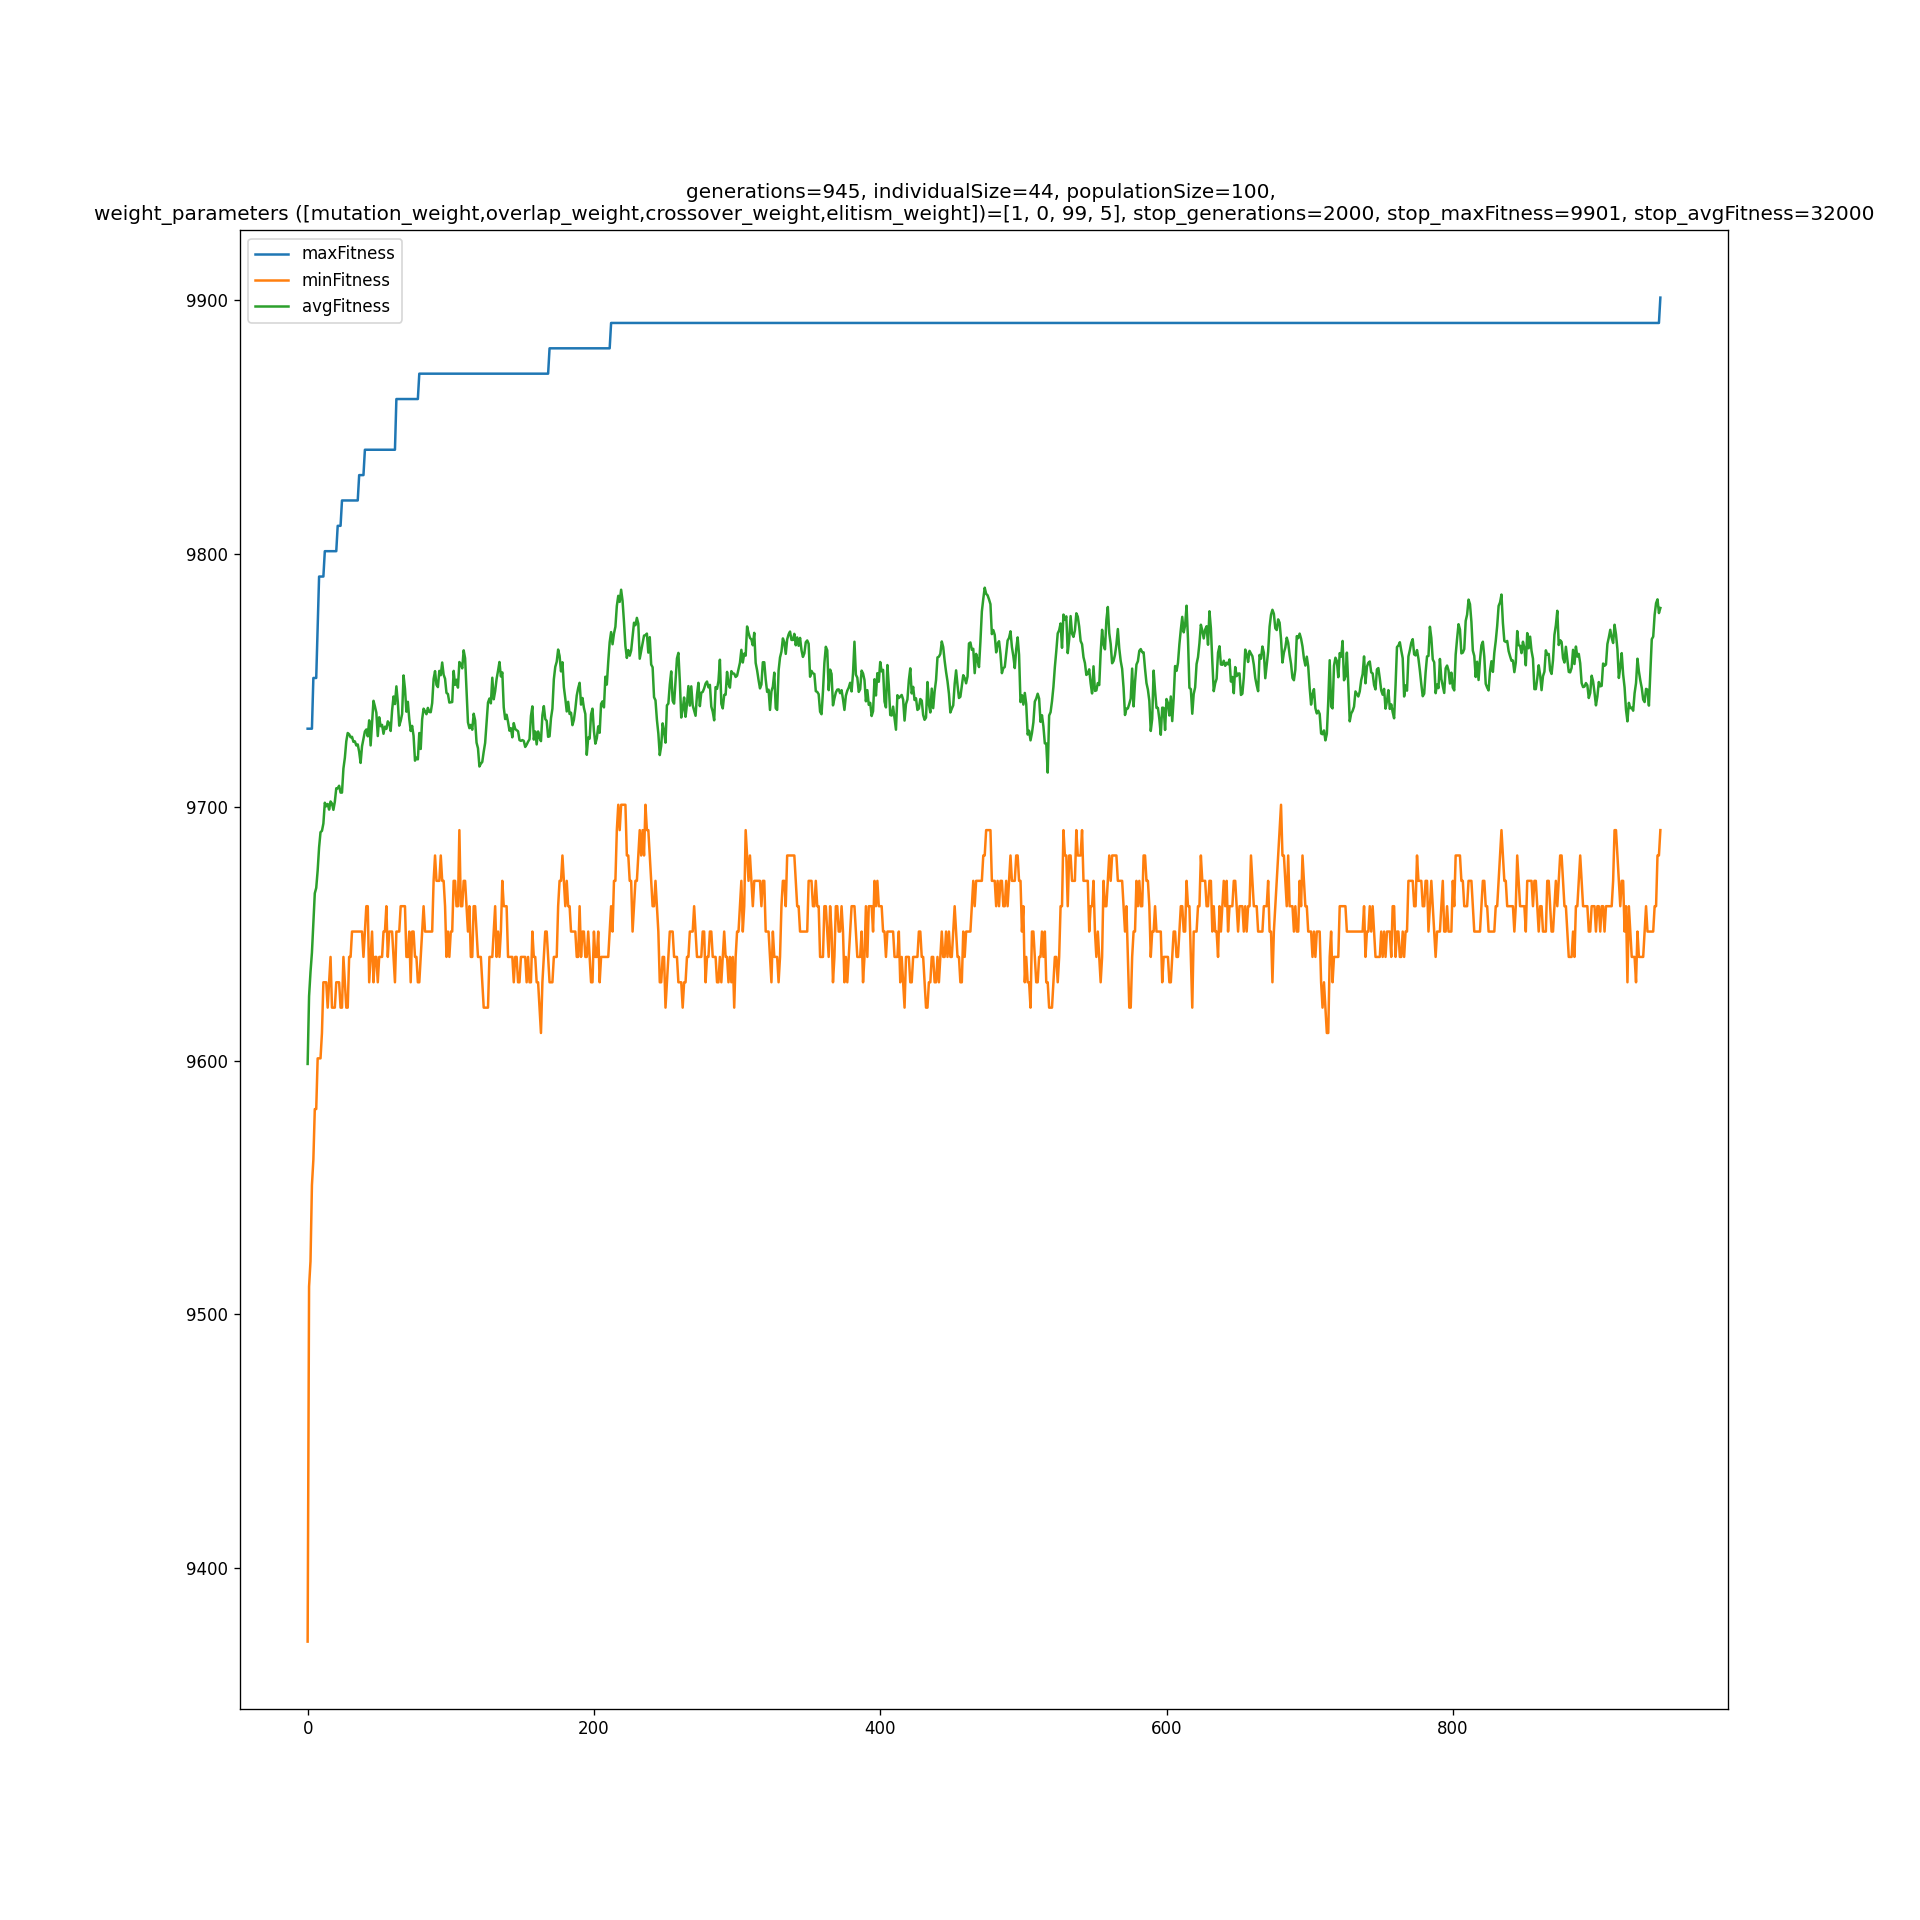 generations=945, individualSize=44, populationSize=100,
weight_parameters ([mutation_weight,overlap_weight,crossover_weight,elitism_weight])=[1, 0, 99, 5], stop_generations=2000, stop_maxFitness=9901, stop_avgFitness=32000
maxFitness
minFitness
avgFitness
9900
9800
9700
9600
9500
9400
0
200
400
600
800